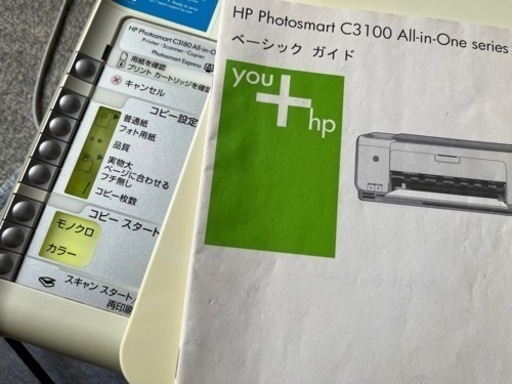 HP Photosmart C3180 All-in-One
Printer・Scanner・Copier
Photosmart Express
用紙を確認
プリント カートリッジを確認
キャンセル
コピー設定
普通紙
フォト用紙
品質
実物大
ページに合わせる
フチ無し
コピー枚数
コピー スタート
モノクロ
カラー
スキャン スタート/
再印刷
HP Photosmart C3100 All-in-One series
ベーシック ガイド
you
+
hp